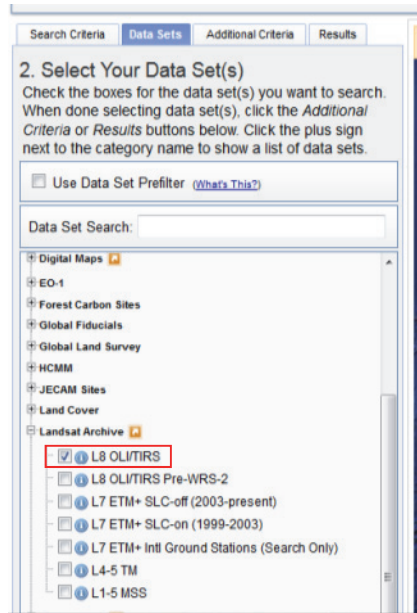 Search Criteria
Data Sets
Additional Criteria
Results
2. Select Your Data
Set(s)
Check the boxes for the data set(s) you want to search.
When done selecting data set(s), click the Additional
Criteria or Results buttons below. Click the plus sign
next to the category name to show a list of data sets.
Use Data Set Prefilter (What's This?)
Data Set Search:
Digital Maps
EO-1
Forest Carbon Sites
Global Fiducials
Global Land Survey
HCMM
JECAM Sites
Land Cover
Landsat Archive
L8 OLI/TIRS
L8 OLI/TIRS Pre-WRS-2
L7 ETM+ SLC-off (2003-present)
L7 ETM+ SLC-on (1999-2003)
L7 ETM+ Intl Ground Stations (Search Only)
L4-5 TM
L1-5 MSS